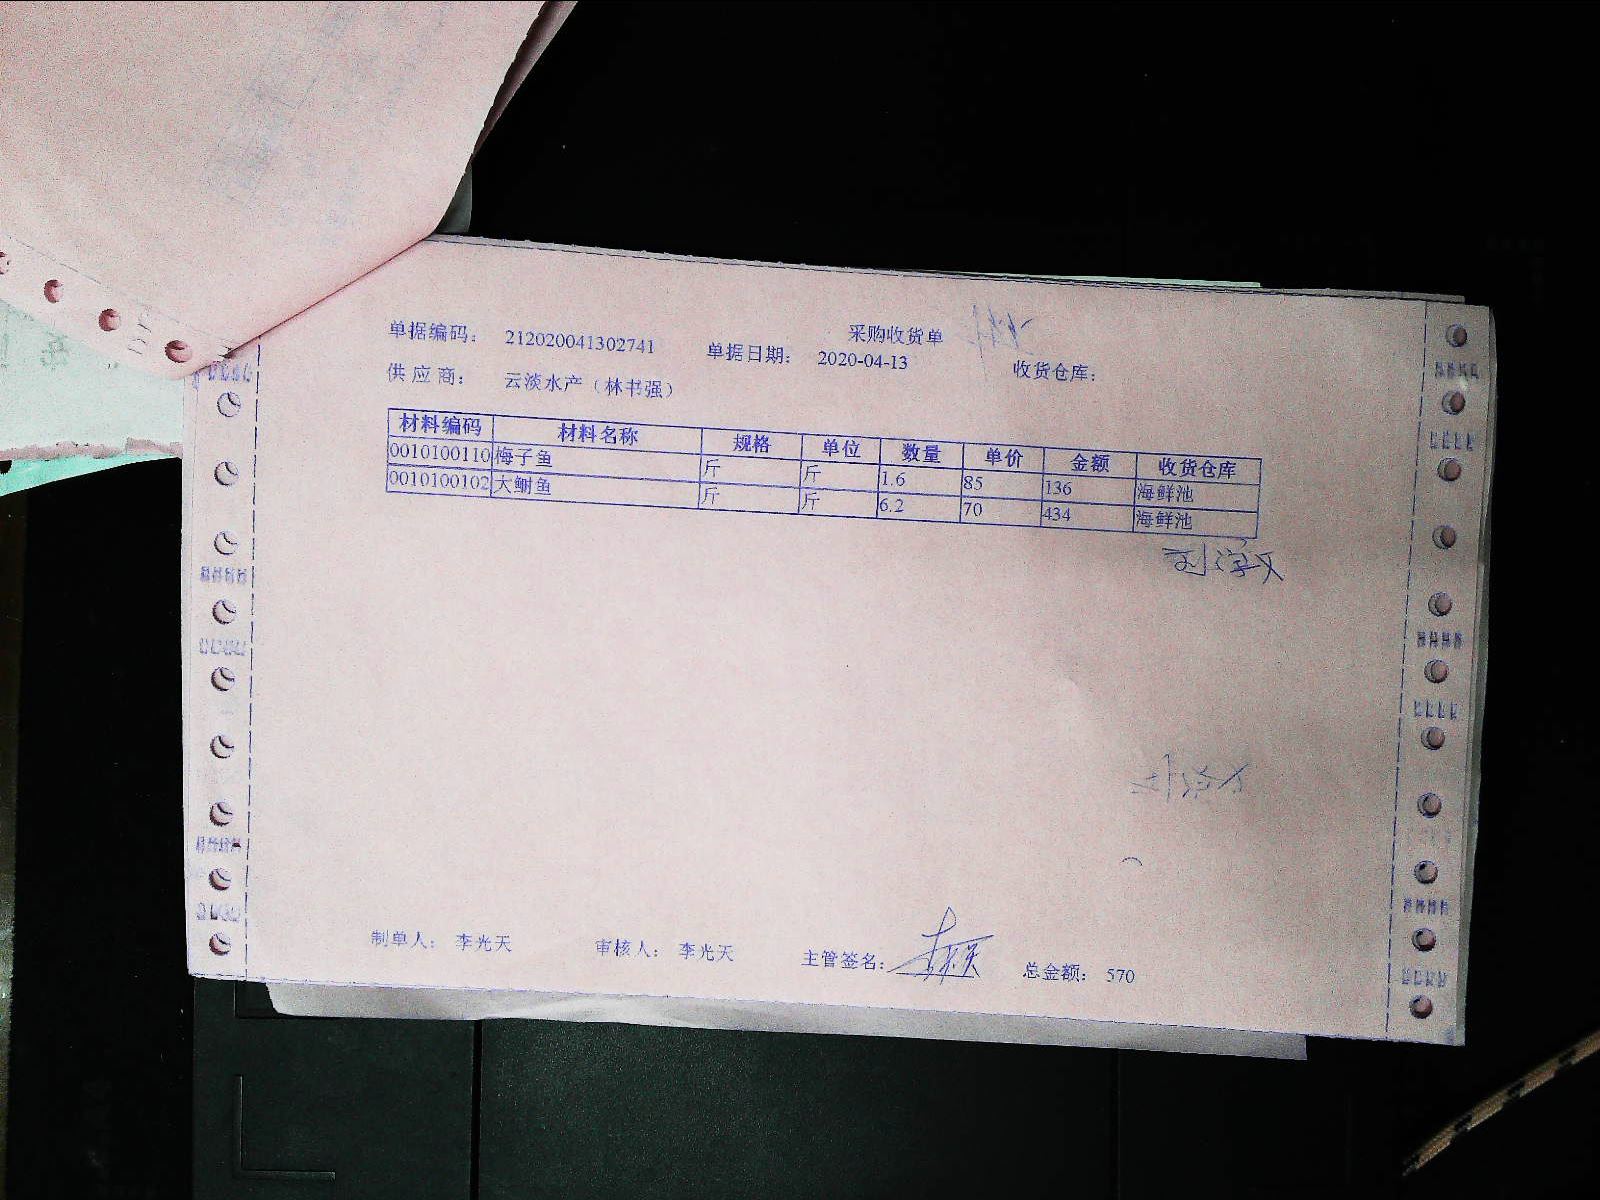 采购收货单
单据编码： 212020041302741 单据日期： 2020-04-13 收货仓库：
供应商： 云淡水产（林书强）
材料编码 材料名称 规格 单位 数量 单价 金额 收货仓库
0010100110 梅子鱼 斤 斤 1.6 85 136 海鲜池
0010100102 大鲥鱼 斤 斤 6.2 70 434 海鲜池
制单人： 李光天 审核人： 李光天 主管签名： 总金额： 570